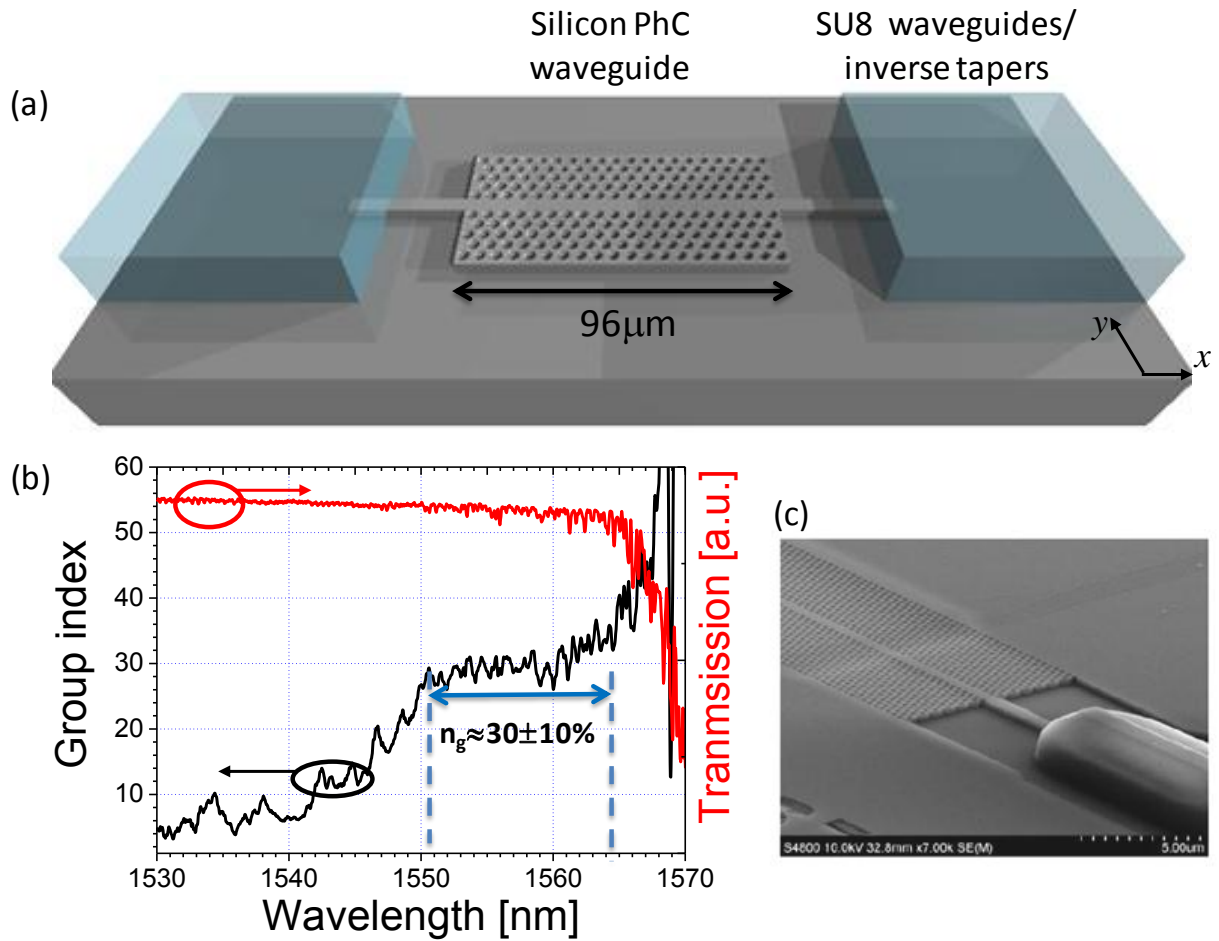 Silicon PhC
waveguide
SU8 waveguides/
inverse tapers
(a)
96μm
y
x
(b)
60
50
40
30
20
10
Group index
ng≈30±10%
Tranmsission [a.u.]
1530
1540
1550
1560
1570
Wavelength [nm]
(c)
S4800 10.0kV 32.8mm x7.00k SE(M)
5.00um